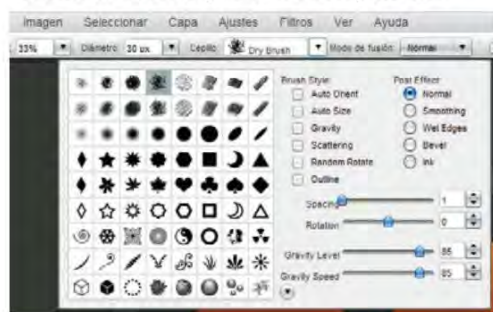 Imagen Seleccionar Capa Ajustes Filtros Ver Ayuda
33% Diámetro: 30 px Cepillo: Dry Brush Modo de fusión: Normal
Brush Style: Post Effect:
Auto Orient Normal
Auto Size Smoothing
Gravity Wet Edges
Scattering Bevel
Random Rotate Ink
Outline
Spacing 1
Rotation 0
Gravity Level 85
Gravity Speed 85